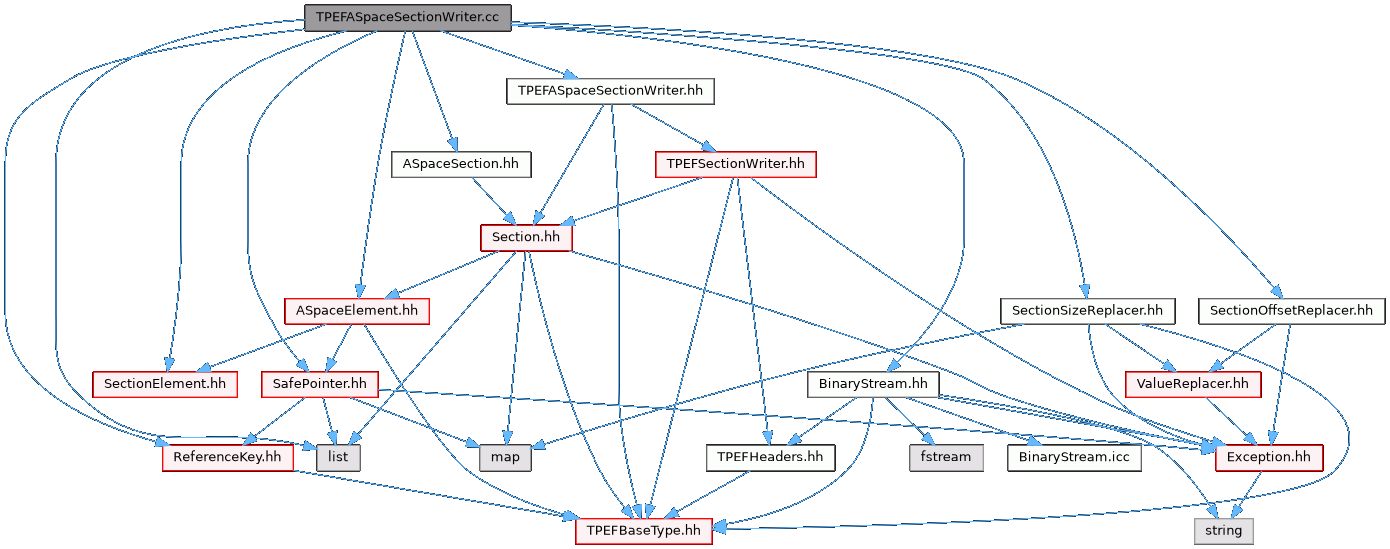 TPEFASpaceSectionWriter.cc
TPEFASpaceSectionWriter.hh
ASpaceSection.hh
TPEFSectionWriter.hh
Section.hh
ASpaceElement.hh
SectionSizeReplacer.hh
SectionOffsetReplacer.hh
SectionElement.hh
SafePointer.hh
BinaryStream.hh
ValueReplacer.hh
ReferenceKey.hh
list
map
TPEFHeaders.hh
fstream
BinaryStream.icc
Exception.hh
TPEFBaseType.hh
string